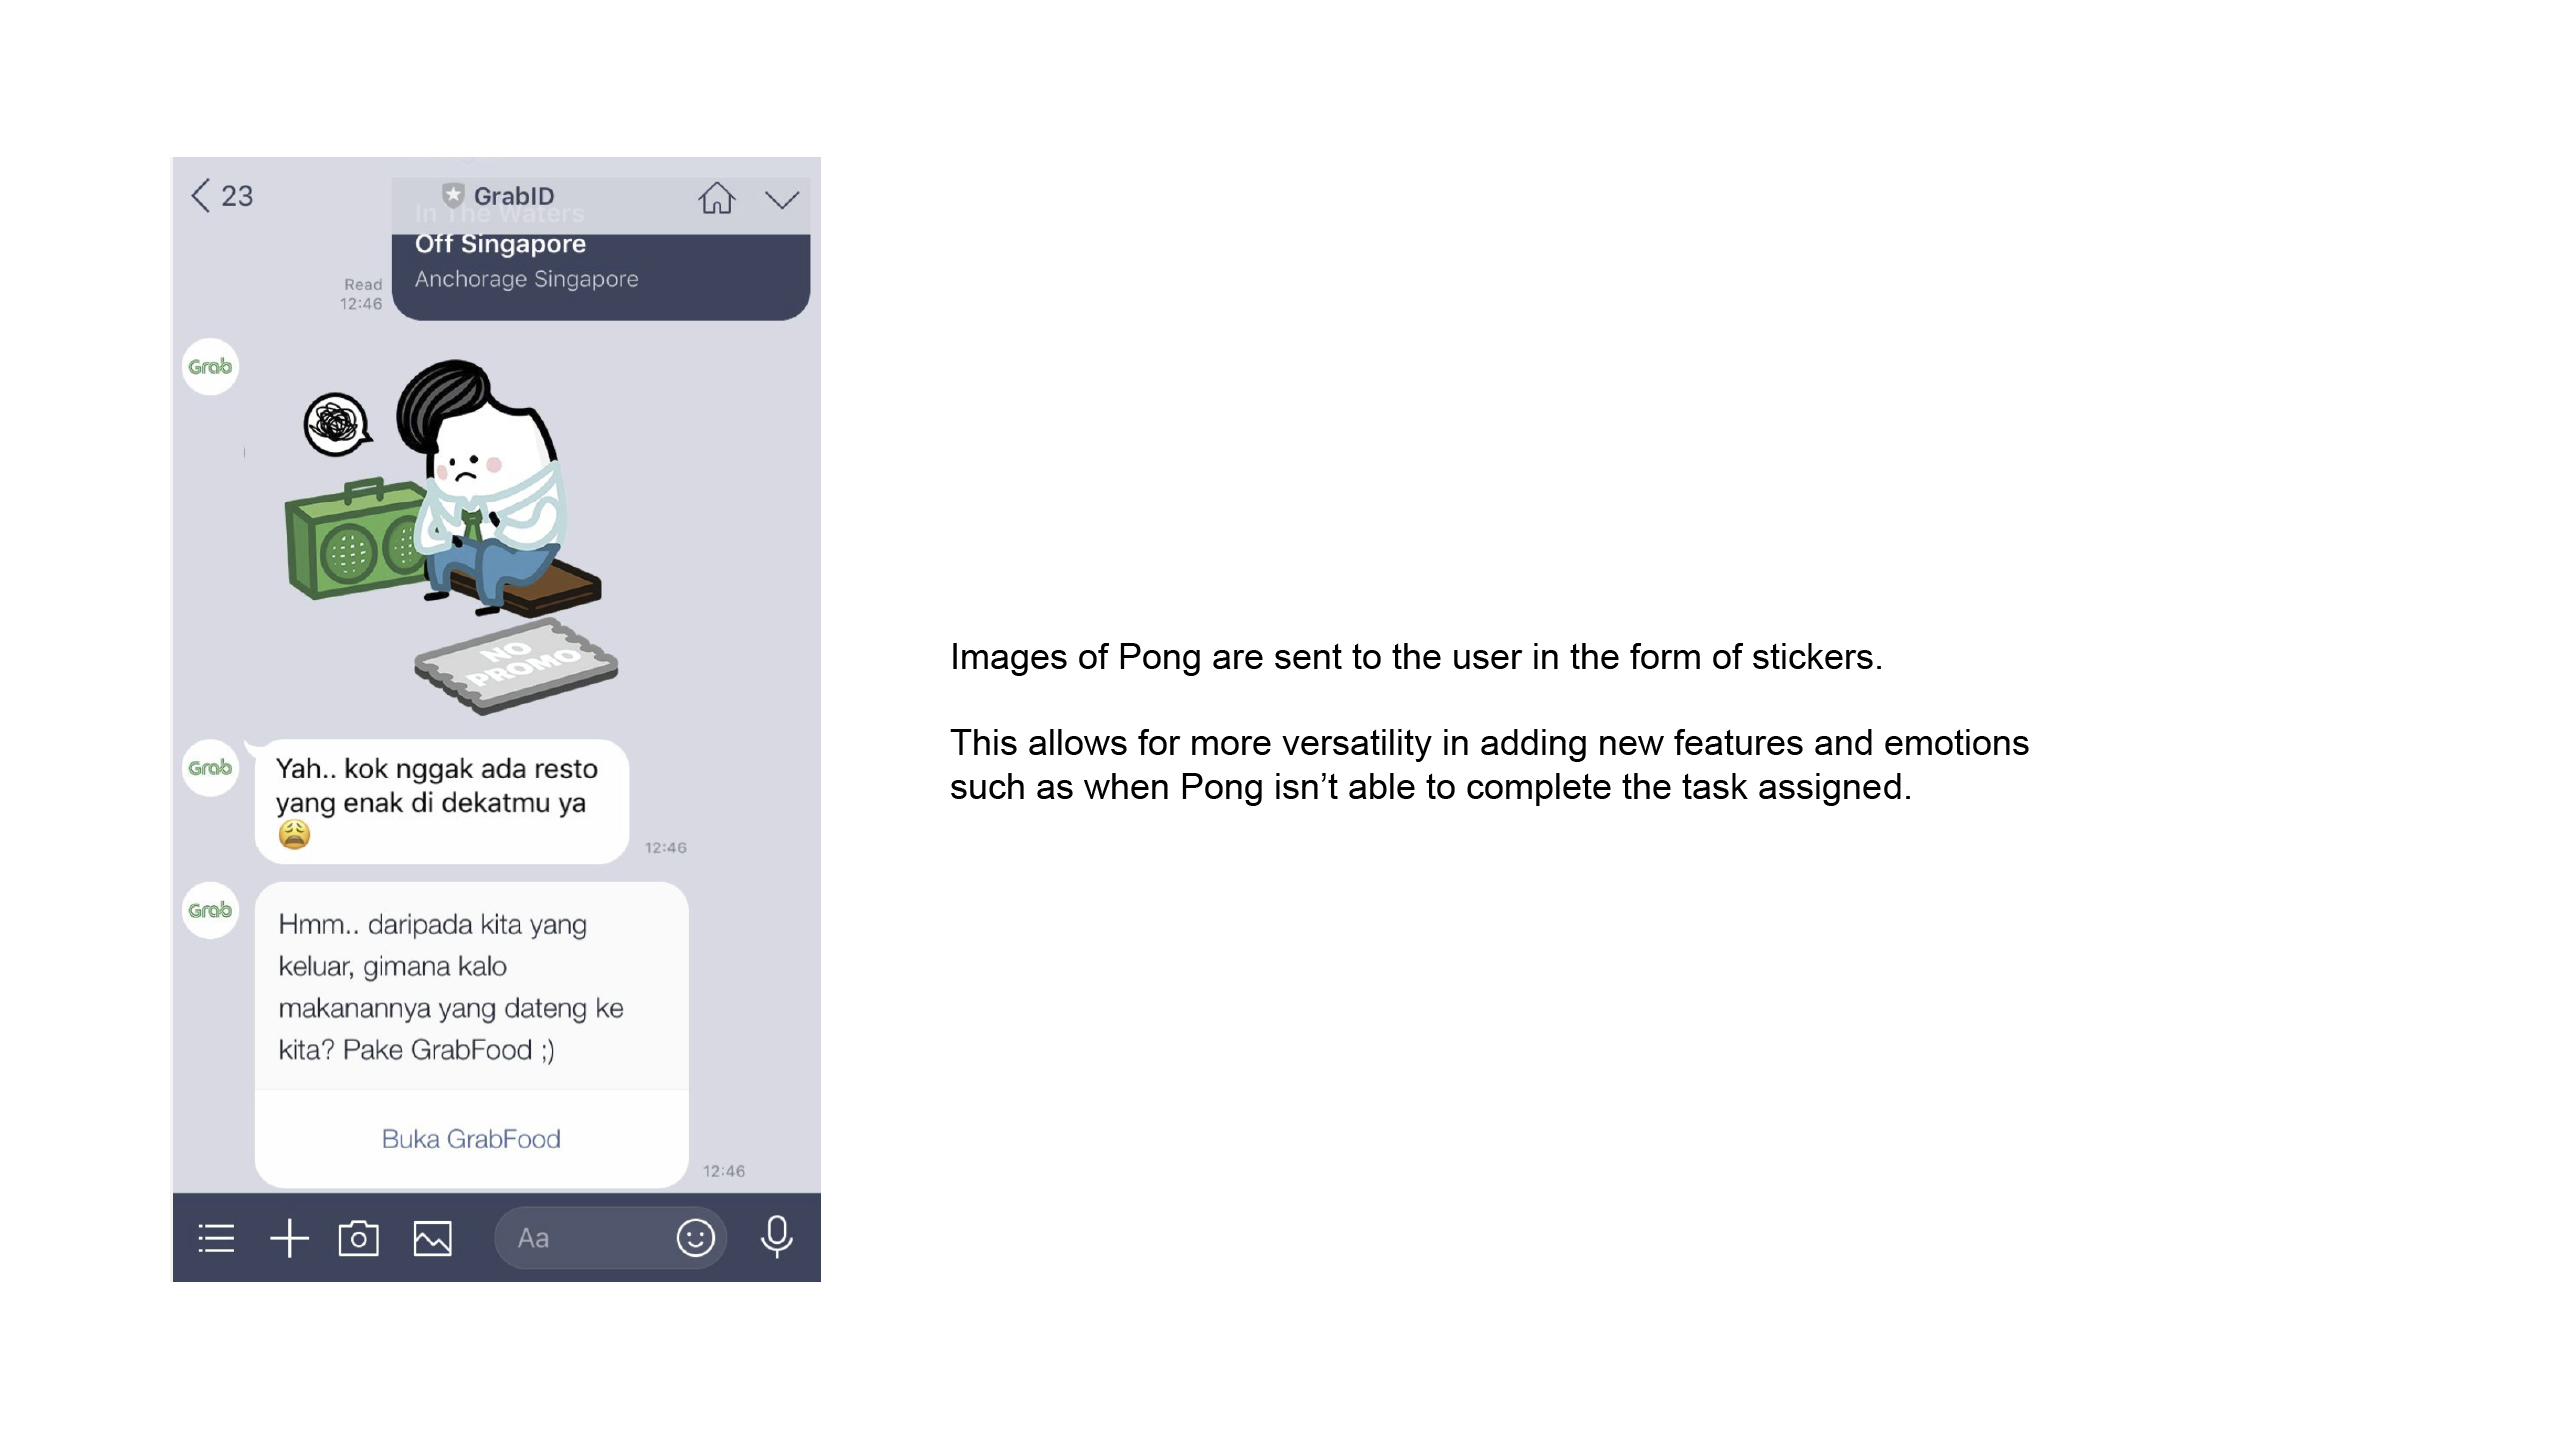 23
GrabID
In The Waters
Off Singapore
Anchorage Singapore
Read
12:46
Grab
NO
PROMO
Grab
Yah.. kok nggak ada resto
yang enak di dekatmu ya
😩
12:46
Grab
Hmm.. daripada kita yang
keluar, gimana kalo
makanannya yang dateng ke
kita? Pake GrabFood ;)
Buka GrabFood
12:46
Aa
Images of Pong are sent to the user in the form of stickers.
This allows for more versatility in adding new features and emotions
such as when Pong isn’t able to complete the task assigned.